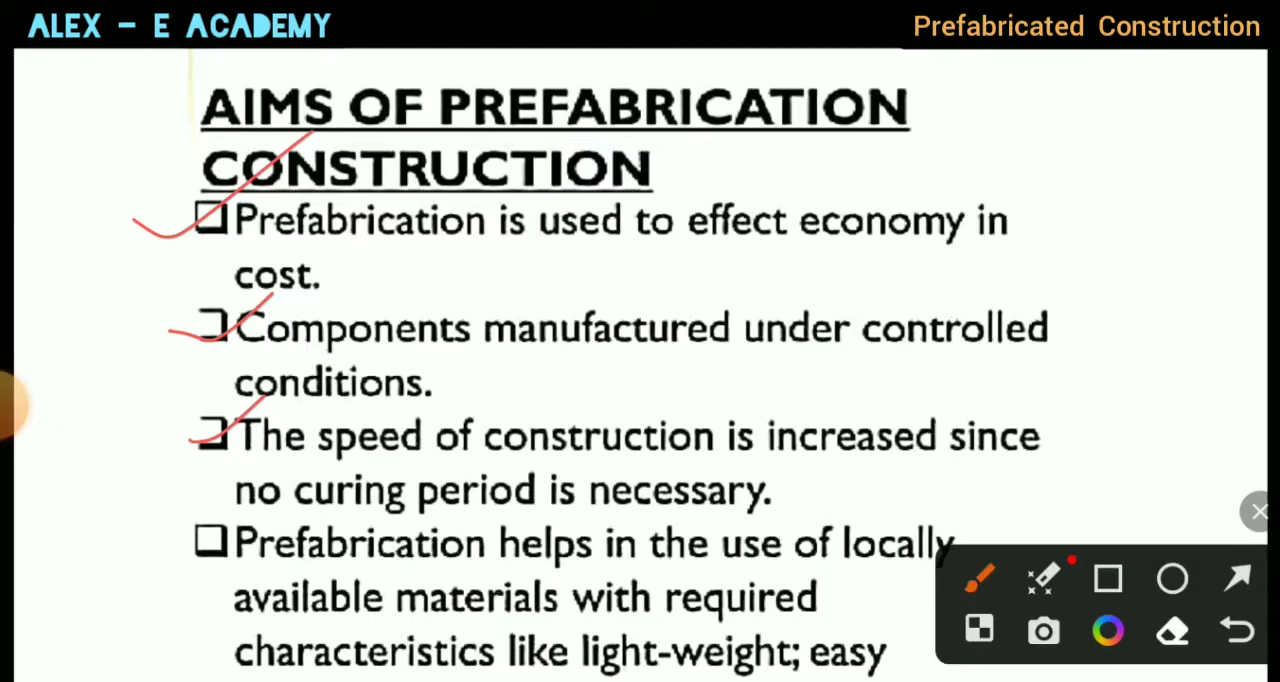 ALEX - E ACADEMY
Prefabricated Construction
AIMS OF PREFABRICATION
CONSTRUCTION
Prefabrication is used to effect economy in
cost.
Components manufactured under controlled
conditions.
The speed of construction is increased since
no curing period is necessary.
Prefabrication helps in the use of locally
available materials with required
characteristics like light-weight; easy